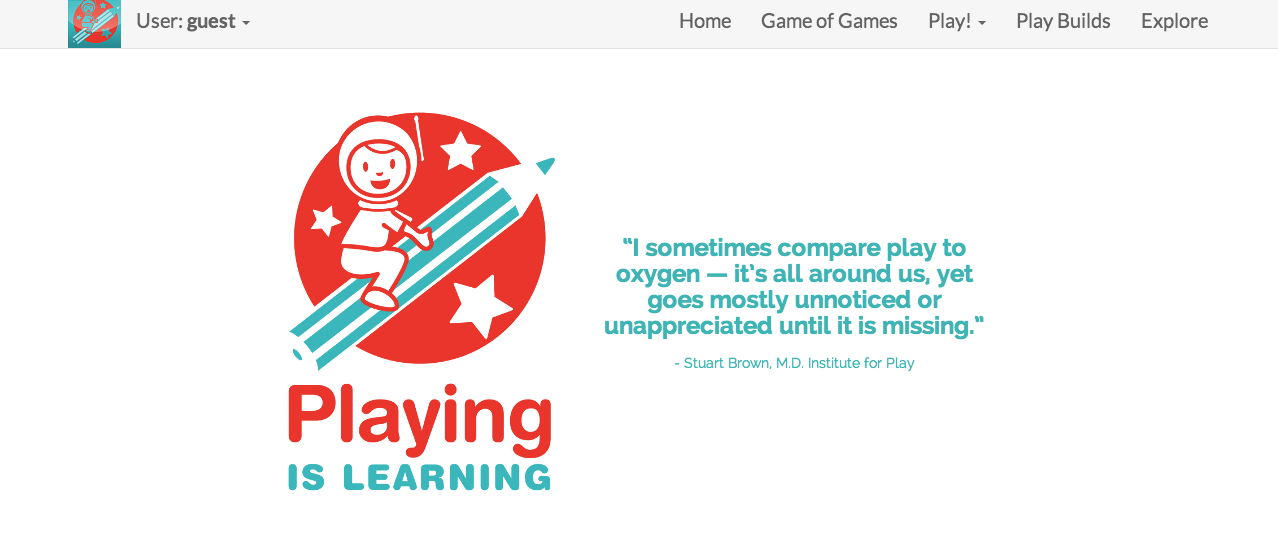 User: guest
Home
Game of Games
Play!
Play Builds
Explore
“I sometimes compare play to
oxygen — it’s all around us, yet
goes mostly unnoticed or
unappreciated until it is missing.“
- Stuart Brown, M.D. Institute for Play
Playing
IS LEARNING